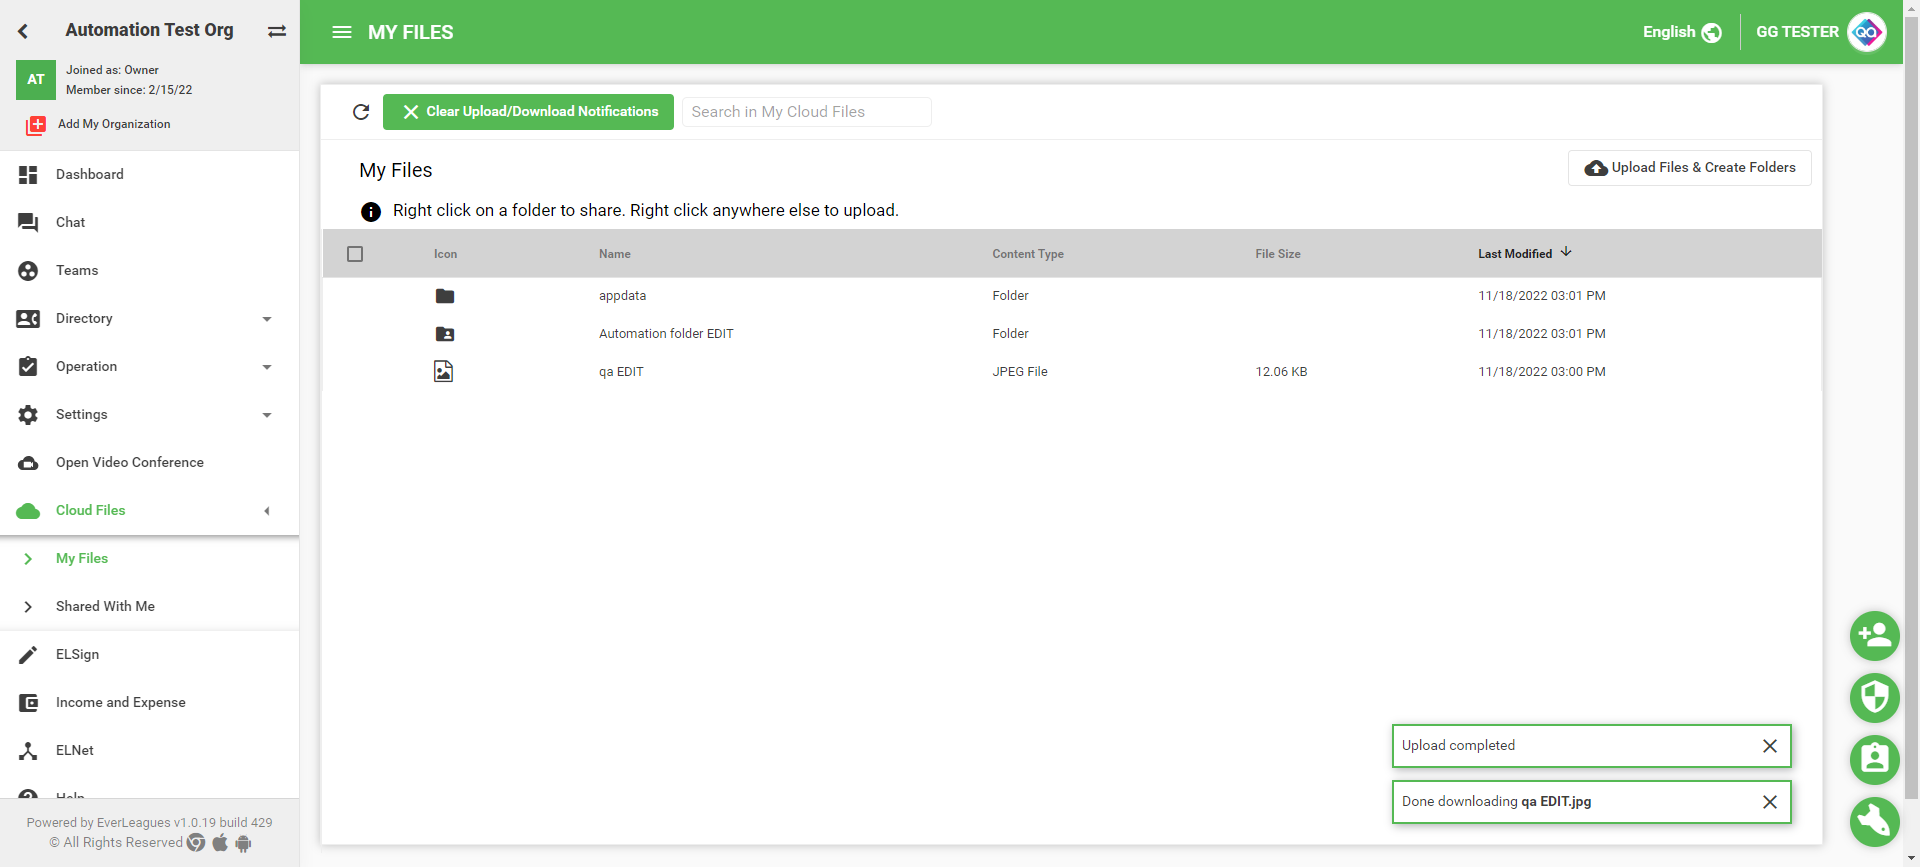 Automation Test Org
AT
Joined as: Owner
Member since: 2/15/22
Add My Organization
Dashboard
Chat
Teams
Directory
Operation
Settings
Open Video Conference
Cloud Files
My Files
Shared With Me
ELSign
Income and Expense
ELNet
Help
Powered by EverLeagues v1.0.19 build 429
© All Rights Reserved
MY FILES
English
GG TESTER
QA
Clear Upload/Download Notifications
Search in My Cloud Files
My Files
Upload Files & Create Folders
Right click on a folder to share. Right click anywhere else to upload.
Icon Name Content Type File Size Last Modified
appdata Folder 11/18/2022 03:01 PM
Automation folder EDIT Folder 11/18/2022 03:01 PM
qa EDIT JPEG File 12.06 KB 11/18/2022 03:00 PM
Upload completed
Done downloading qa EDIT.jpg